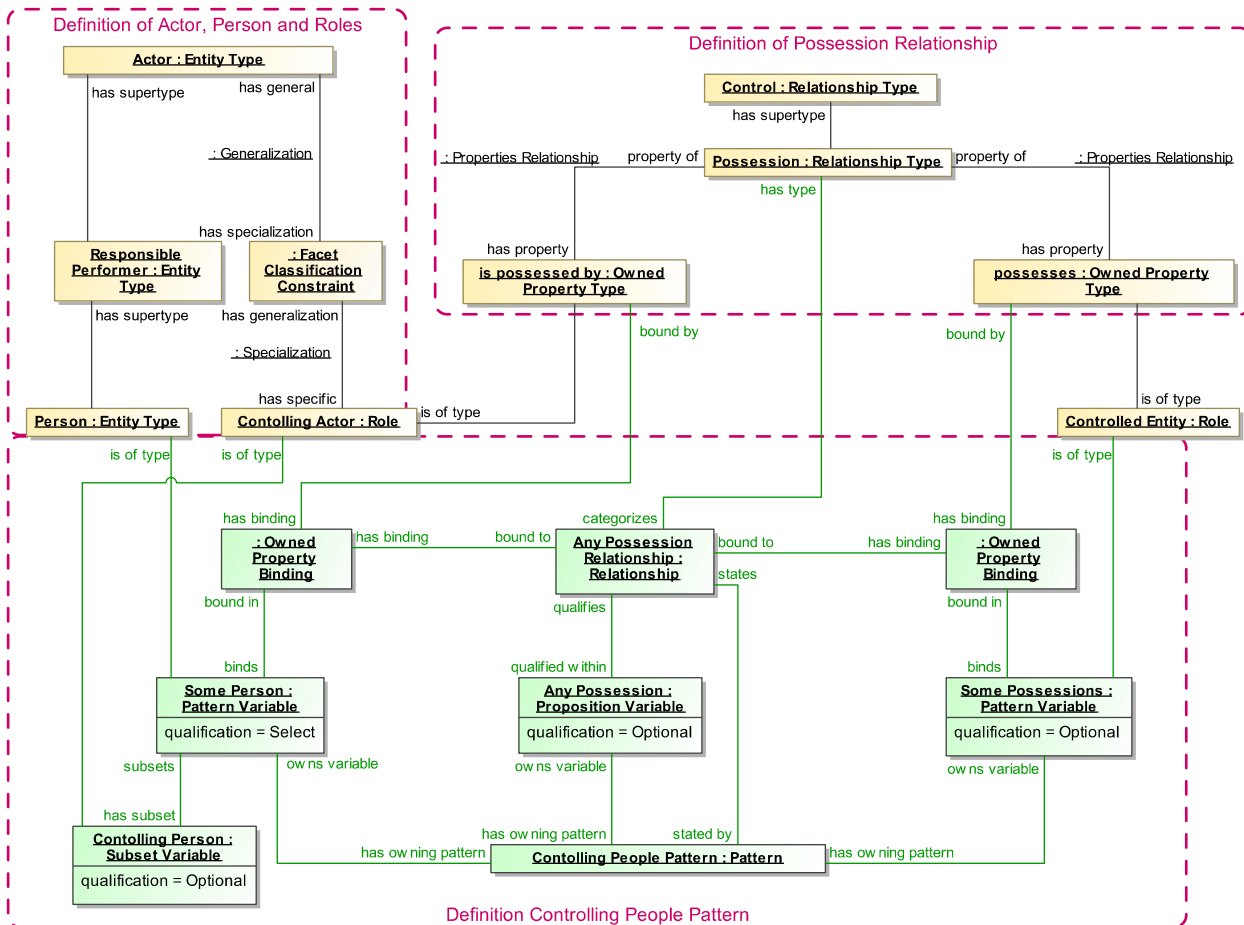 Definition of Actor, Person and Roles
Actor : Entity Type
has supertype
has general
: Generalization
has specialization
Responsible
Performer : Entity
Type
: Facet
Classification
Constraint
has supertype
has generalization
: Specialization
has specific
Person : Entity Type
Contolling Actor : Role
Definition of Possession Relationship
Control : Relationship Type
has supertype
: Properties Relationship
property of
Possession : Relationship Type
property of
: Properties Relationship
has type
has property
has property
is possessed by : Owned
Property Type
possesses : Owned Property
Type
bound by
bound by
is of type
is of type
Controlled Entity : Role
is of type
is of type
is of type
has binding
categorizes
has binding
: Owned
Property
Binding
has binding
bound to
Any Possession
Relationship :
Relationship
bound to
has binding
: Owned
Property
Binding
states
bound in
qualifies
bound in
binds
qualified within
binds
Some Person :
Pattern Variable
qualification = Select
Any Possession :
Proposition Variable
qualification = Optional
Some Possessions :
Pattern Variable
qualification = Optional
subsets
owns variable
owns variable
owns variable
has subset
Contolling Person :
Subset Variable
qualification = Optional
has owning pattern
stated by
has owning pattern
Contolling People Pattern : Pattern
has owning pattern
Definition Controlling People Pattern